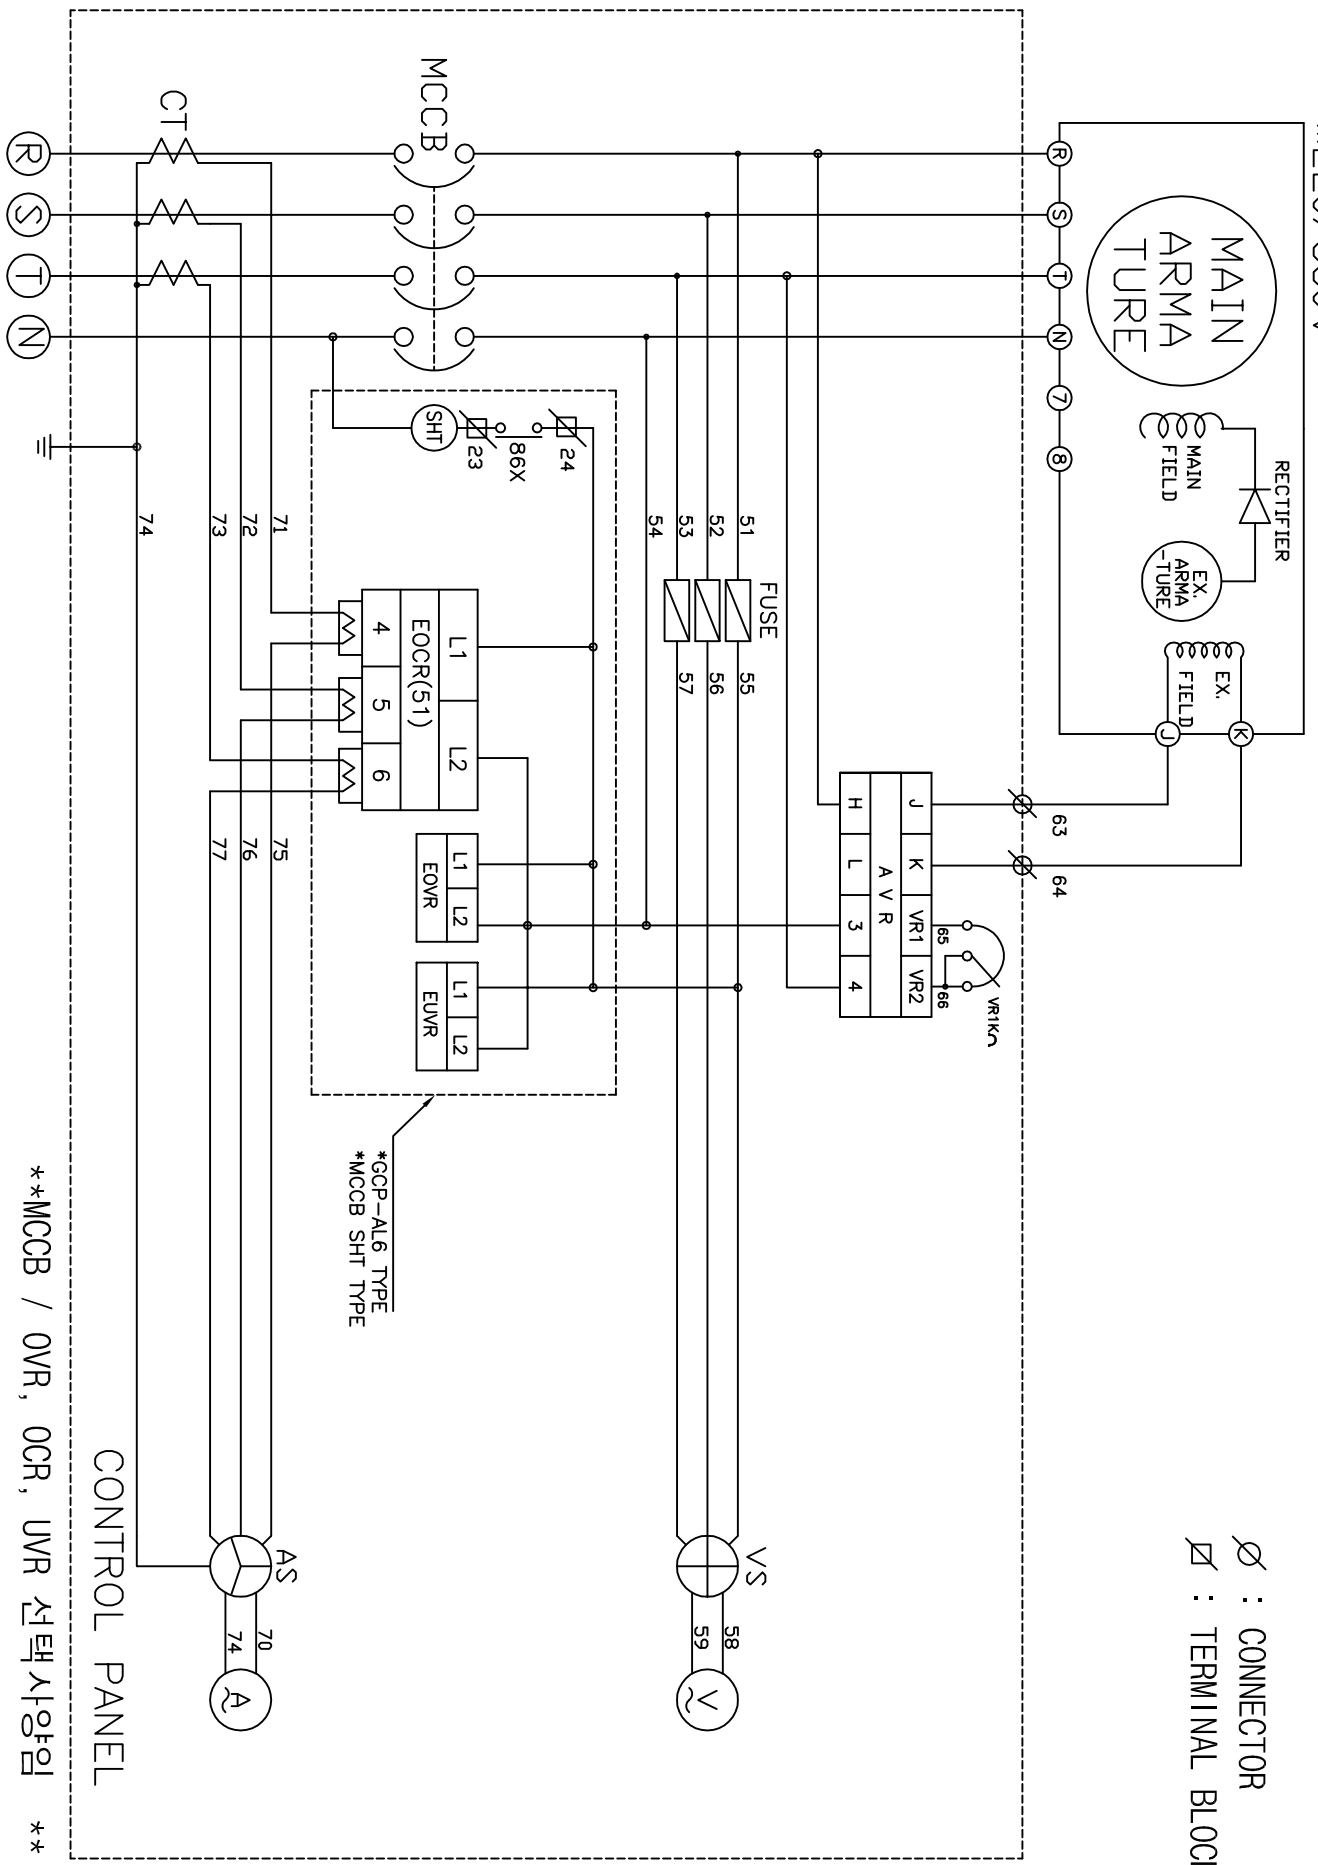 : CONNECTOR
: TERMINAL BLOCK
MAIN
ARMA
TURE
RECTIFIER
MAIN
FIELD
EX.
ARMA
-TURE
EX.
FIELD
K
J
R
S
T
N
7
8
63
64
J
K
VR1
VR2
A V R
H
L
3
4
65
66
VR1KΩ
MCCB
CT
R
S
T
N
FUSE
51
52
53
54
55
56
57
VS
58
59
V
SHT
23
86X
24
L1
L2
EOCR(51)
4
5
6
L1
L2
EOVR
L1
L2
EUVR
*GCP-AL6 TYPE
*MCCB SHT TYPE
71
72
73
74
75
76
77
AS
70
74
A
CONTROL PANEL
**MCCB / OVR, OCR, UVR 선택사양임 **